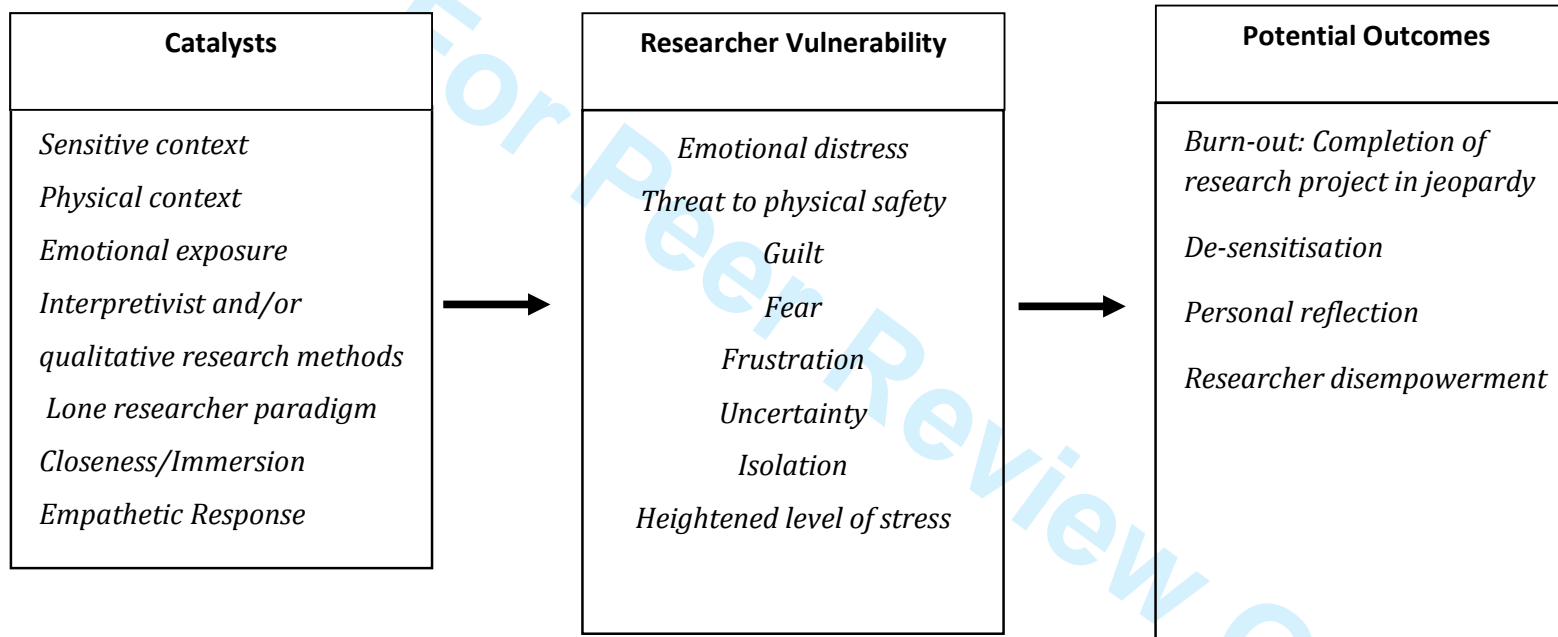 Catalysts
Sensitive context
Physical context
Emotional exposure
Interpretivist and/or
qualitative research methods
Lone researcher paradigm
Closeness/Immersion
Empathetic Response
Researcher Vulnerability
Emotional distress
Threat to physical safety
Guilt
Fear
Frustration
Uncertainty
Isolation
Heightened level of stress
Potential Outcomes
Burn-out: Completion of
research project in jeopardy
De-sensitisation
Personal reflection
Researcher disempowerment
For Peer Review